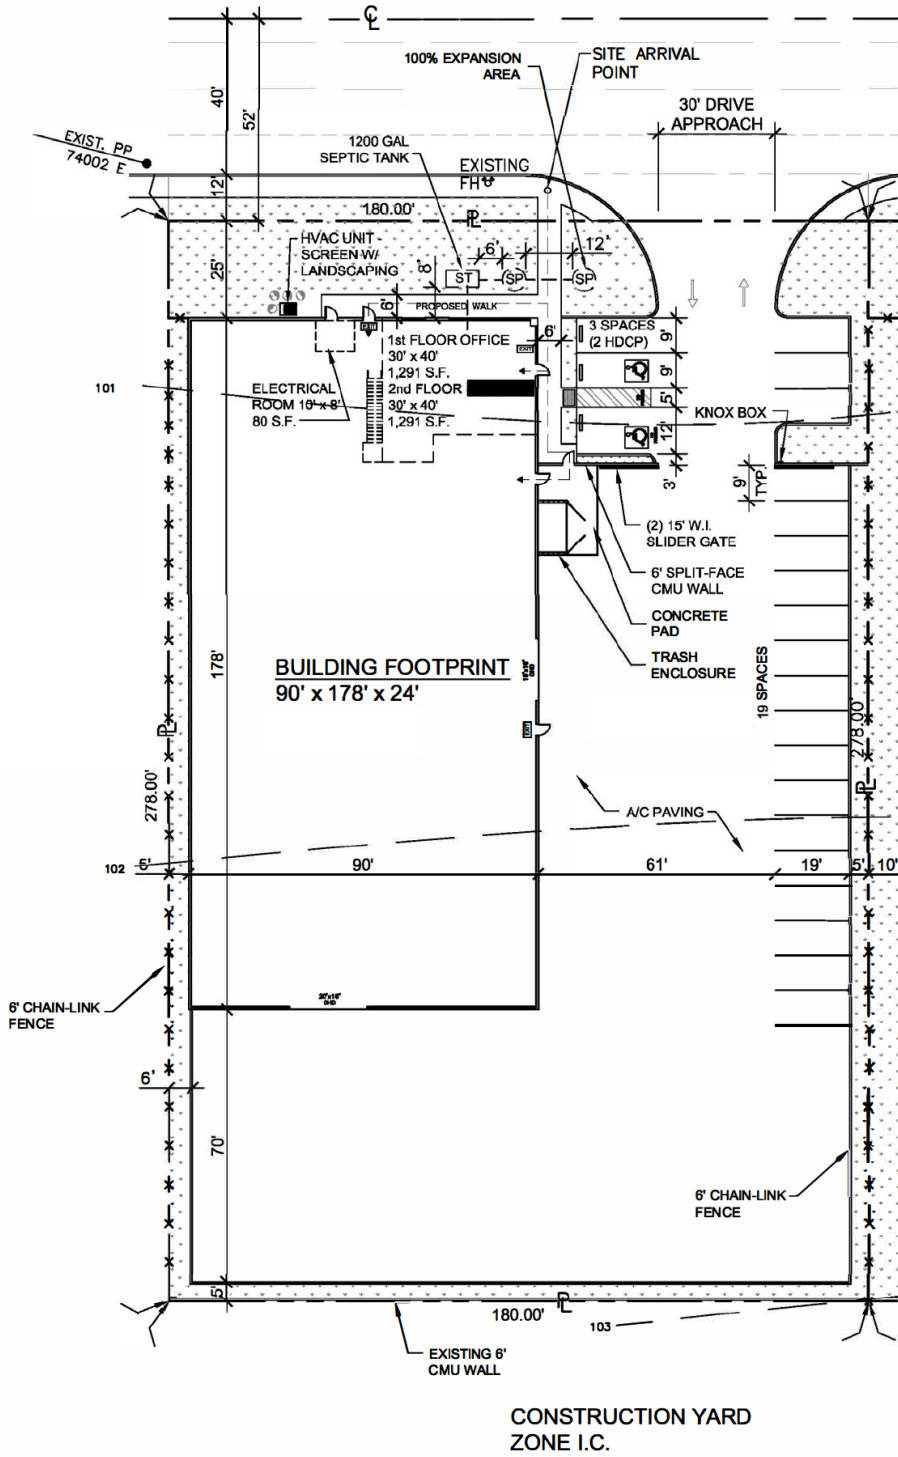 ℄
100% EXPANSION
AREA
SITE ARRIVAL
POINT
40'
52'
30' DRIVE
APPROACH
EXIST. PP
74002 E
1200 GAL
SEPTIC TANK
EXISTING
FH
12'
180.00'
PL
HVAC UNIT -
SCREEN W/
LANDSCAPING
25'
8'
6'
12'
ST
SP
SP
6'
PROPOSED WALK
EXIT
1st FLOOR OFFICE
30' x 40'
1,291 S.F.
2nd FLOOR
30' x 40'
1,291 S.F.
6'
EXIT
3 SPACES
(2 HDCP)
9'
9'
5'
12'
3'
101
ELECTRICAL
ROOM 10' x 8'
80 S.F.
KNOX BOX
9'
TYP.
(2) 15' W.I.
SLIDER GATE
6' SPLIT-FACE
CMU WALL
CONCRETE
PAD
TRASH
ENCLOSURE
178'
BUILDING FOOTPRINT
90' x 178' x 24'
EXIT
19 SPACES
PL
278.00'
278.00'
PL
A/C PAVING
102
5'
90'
61'
19'
5'
10'
6' CHAIN-LINK
FENCE
20'x16'
OHD
6'
70'
6' CHAIN-LINK
FENCE
5'
180.00'
PL
103
EXISTING 6'
CMU WALL
CONSTRUCTION YARD
ZONE I.C.